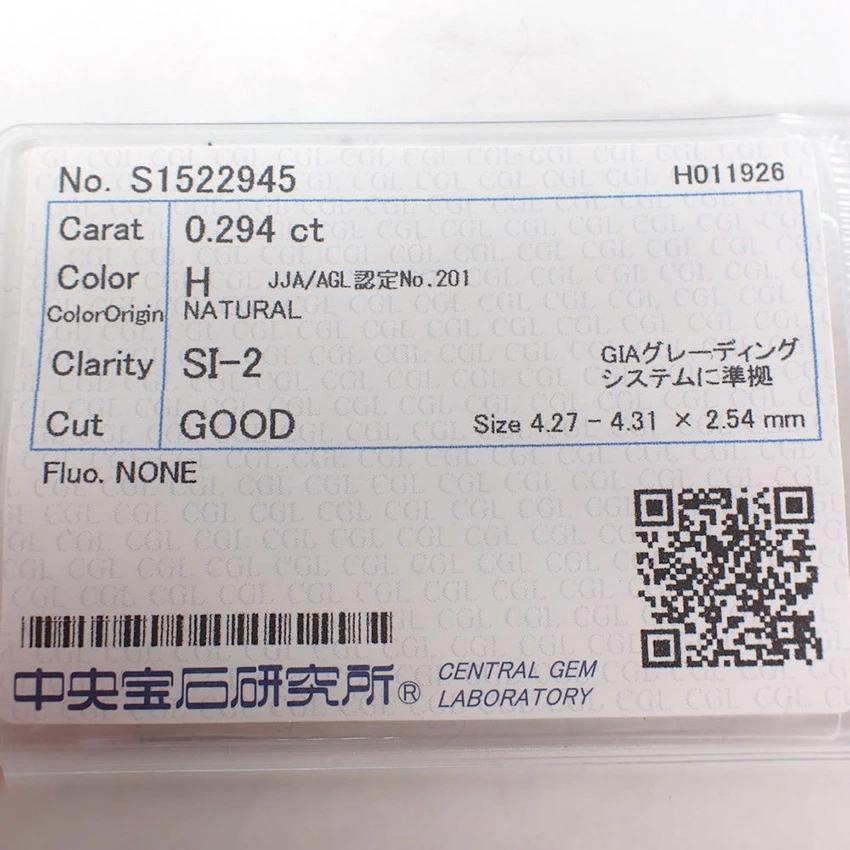 No. S1522945
H011926
Carat 0.294 ct
Color H JJA/AGL認定No.201
ColorOrigin NATURAL
Clarity SI-2
GIAグレーディング
システムに準拠
Cut GOOD Size 4.27 - 4.31 × 2.54 mm
Fluo. NONE
中央宝石研究所®
CENTRAL GEM
LABORATORY